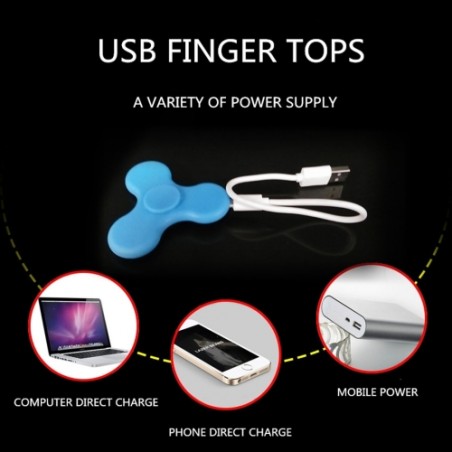 USB FINGER TOPS
A VARIETY OF POWER SUPPLY
COMPUTER DIRECT CHARGE
PHONE DIRECT CHARGE
MOBILE POWER